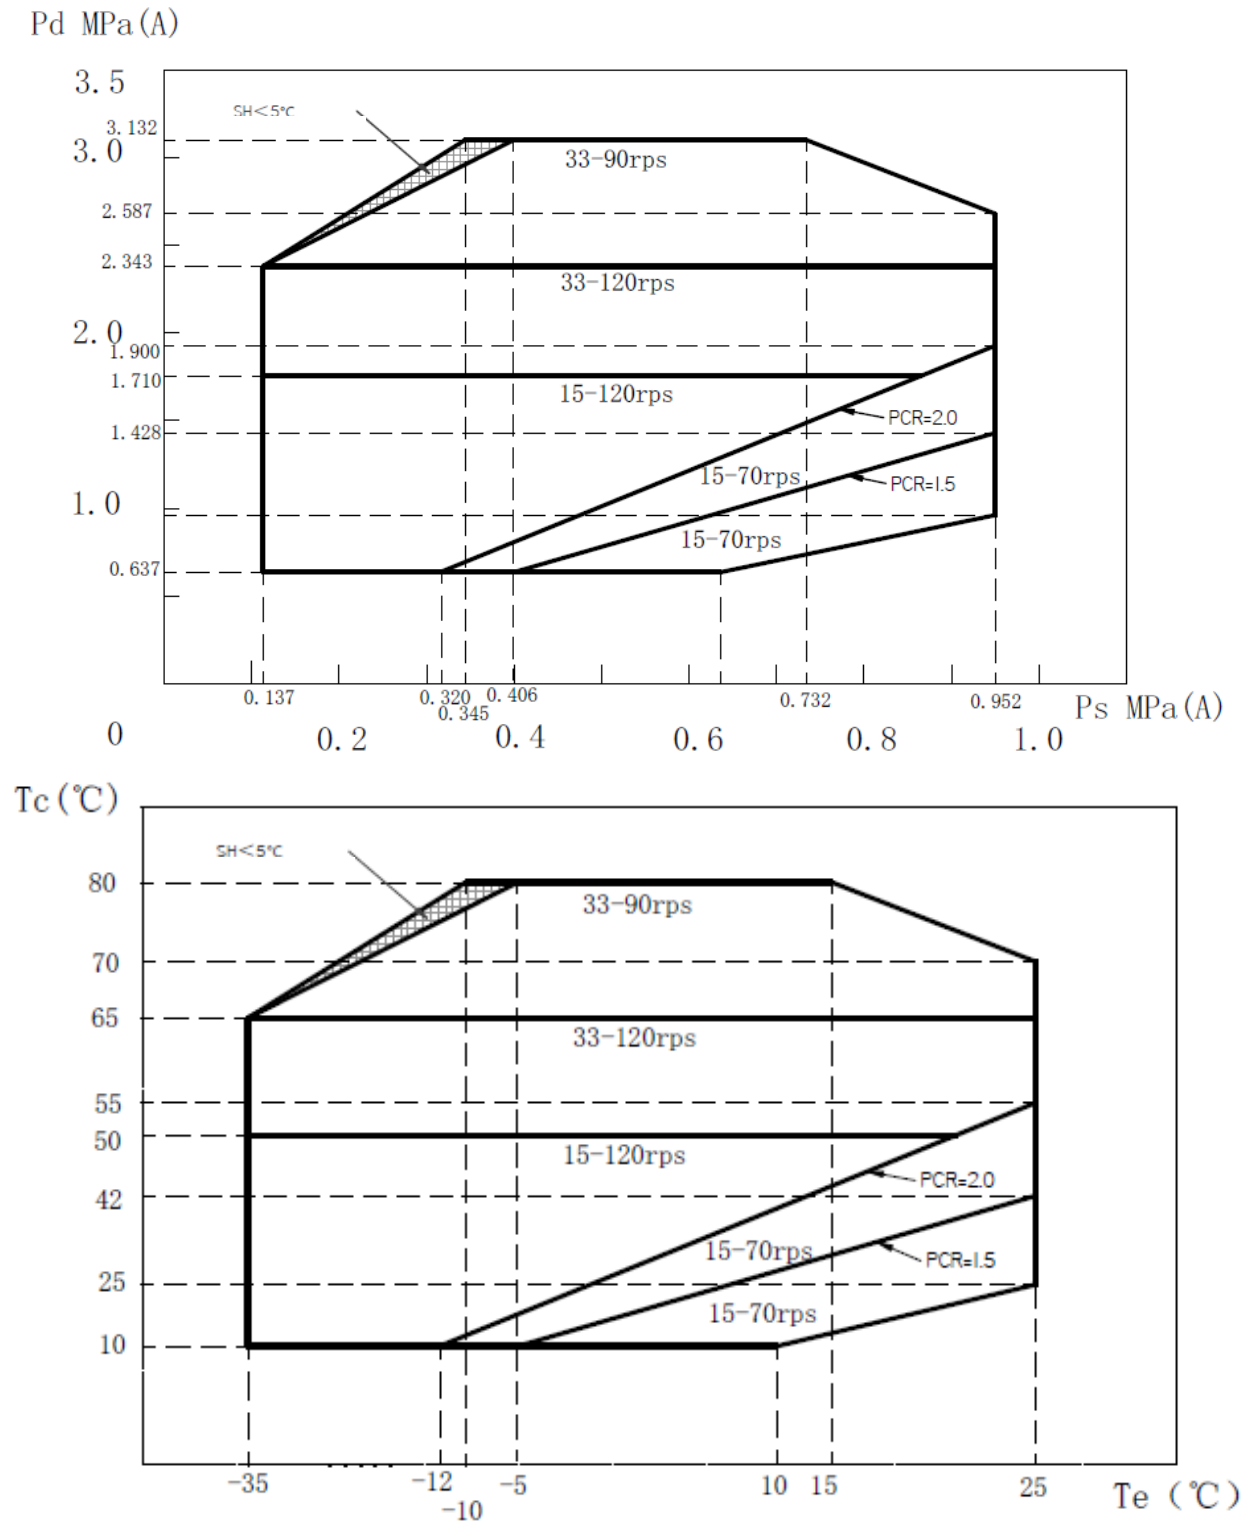 Pd MPa(A)
3.5
SH<5℃
3.132
3.0
33-90rps
2.587
2.343
33-120rps
2.0
1.900
1.710
15-120rps
PCR=2.0
1.428
15-70rps
PCR=1.5
1.0
15-70rps
0.637
0.137 0.320 0.406 0.732 0.952
0.345
Ps MPa(A)
0 0.2 0.4 0.6 0.8 1.0
Tc(℃)
SH<5℃
80
33-90rps
70
65
33-120rps
55
50
15-120rps
PCR=2.0
42
15-70rps
PCR=1.5
25
15-70rps
10
-35 -12 -5 10 15 25
-10
Te (℃)